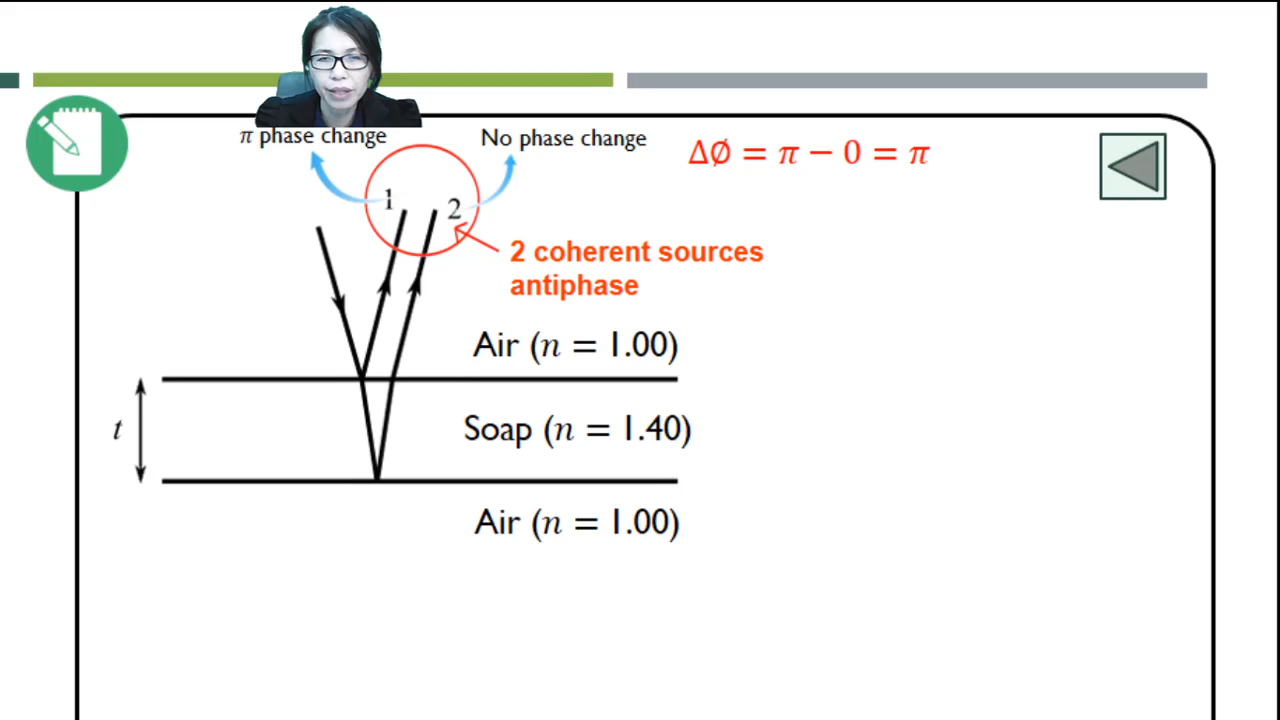 π phase change
No phase change
ΔØ = π − 0 = π
1
2
2 coherent sources
antiphase
Air (n = 1.00)
t
Soap (n = 1.40)
Air (n = 1.00)